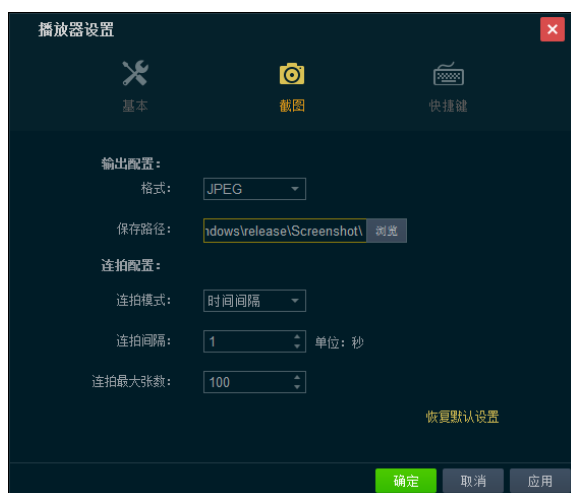 播放器设置
基本 截图 快捷键
输出配置：
格式： JPEG
保存路径： ndows\release\Screenshot\ 浏览
连拍配置：
连拍模式： 时间间隔
连拍间隔： 1 单位：秒
连拍最大张数： 100
恢复默认设置
确定 取消 应用